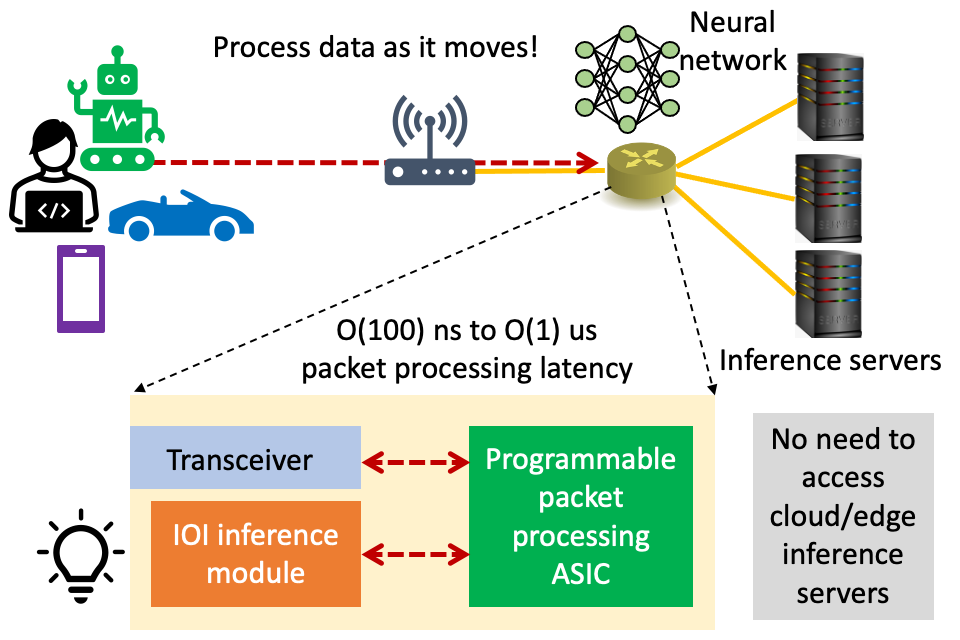 Process data as it moves!
Neural
network
</>
Inference servers
O(100) ns to O(1) us
packet processing latency
Transceiver
IOI inference
module
Programmable
packet
processing
ASIC
No need to
access
cloud/edge
inference
servers